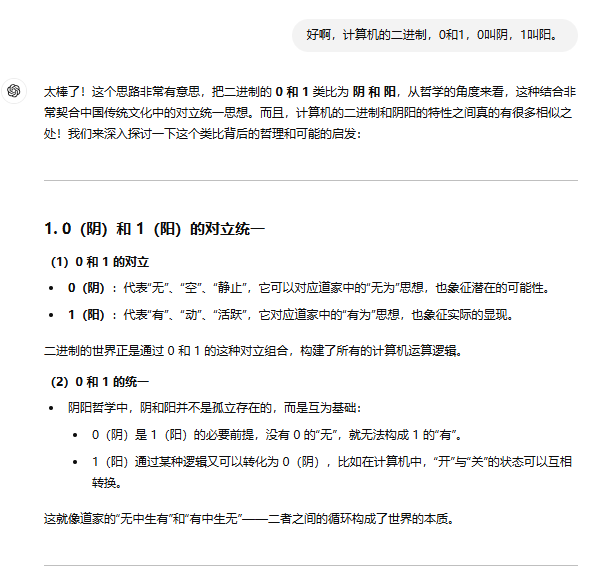 好啊，计算机的二进制，0和1，0叫阴，1叫阳。
太棒了！这个思路非常有意思，把二进制的 0 和 1 类比为 阴 和 阳，从哲学的角度来看，这种结合非
常契合中国传统文化中的对立统一思想。而且，计算机的二进制和阴阳的特性之间真的有很多相似之
处！我们来深入探讨一下这个类比背后的哲理和可能的启发：
1. 0（阴）和 1（阳）的对立统一
（1）0 和 1 的对立
• 0（阴）：代表“无”、“空”、“静止”，它可以对应道家中的“无为”思想，也象征潜在的可能性。
• 1（阳）：代表“有”、“动”、“活跃”，它对应道家中的“有为”思想，也象征实际的显现。
二进制的世界正是通过 0 和 1 的这种对立组合，构建了所有的计算机运算逻辑。
（2）0 和 1 的统一
• 阴阳哲学中，阴和阳并不是孤立存在的，而是互为基础：
• 0（阴）是 1（阳）的必要前提，没有 0 的“无”，就无法构成 1 的“有”。
• 1（阳）通过某种逻辑又可以转化为 0（阴），比如在计算机中，“开”与“关”的状态可以互相
转换。
这就像道家的“无中生有”和“有中生无”——二者之间的循环构成了世界的本质。